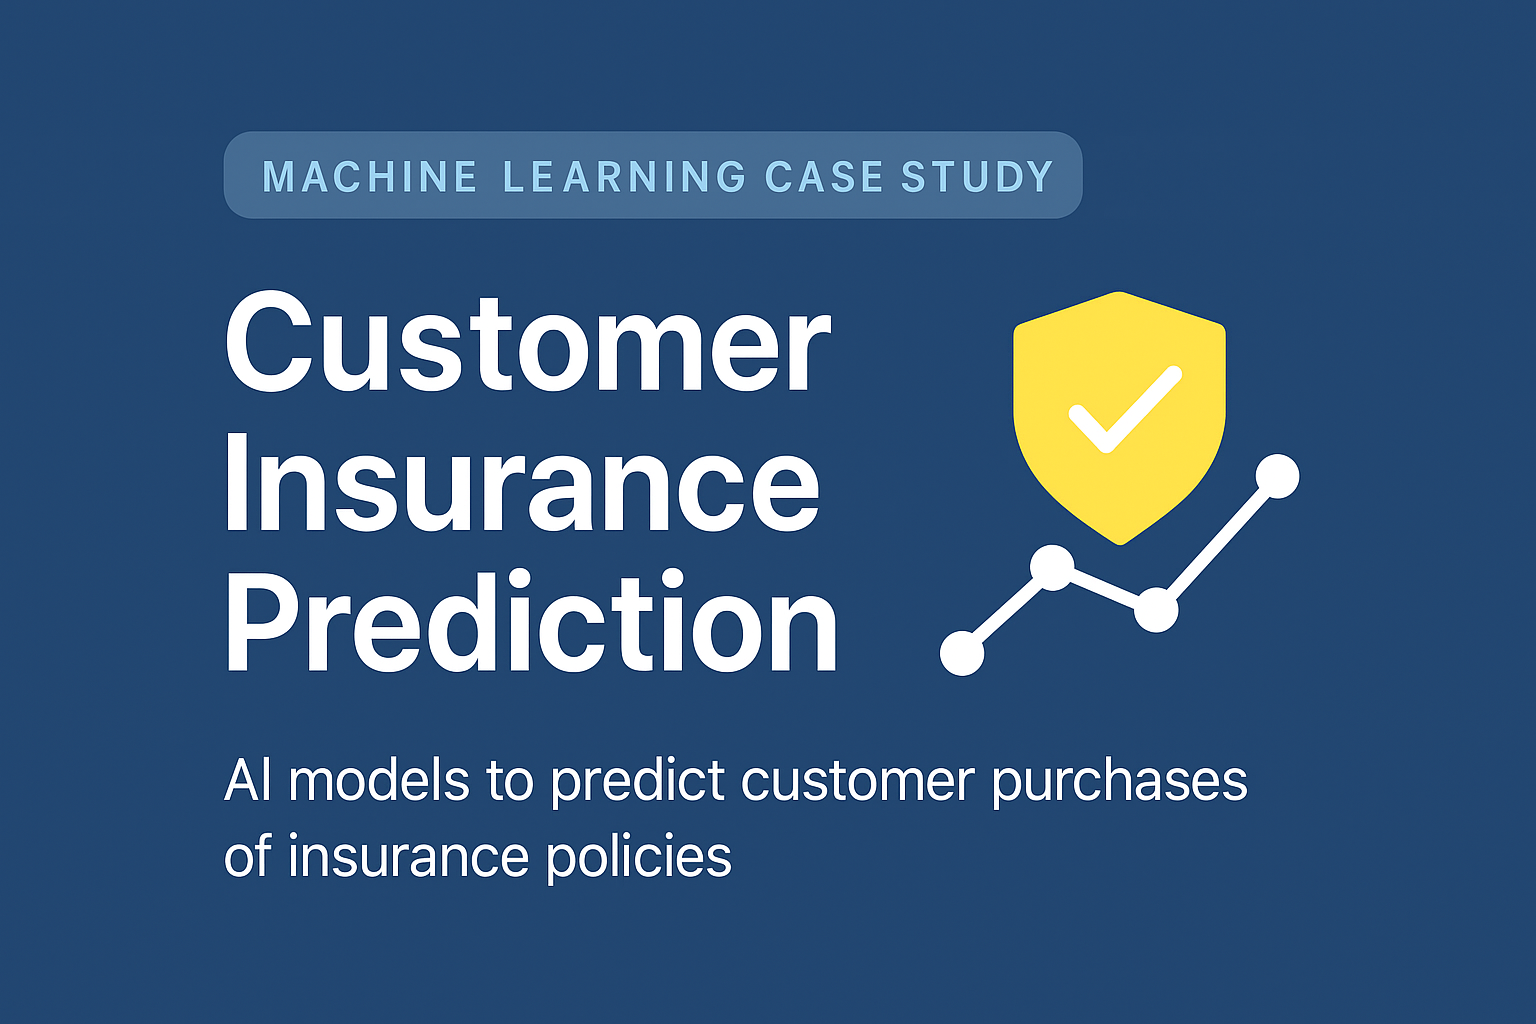 MACHINE LEARNING CASE STUDY
Customer
Insurance
Prediction
AI models to predict customer purchases
of insurance policies